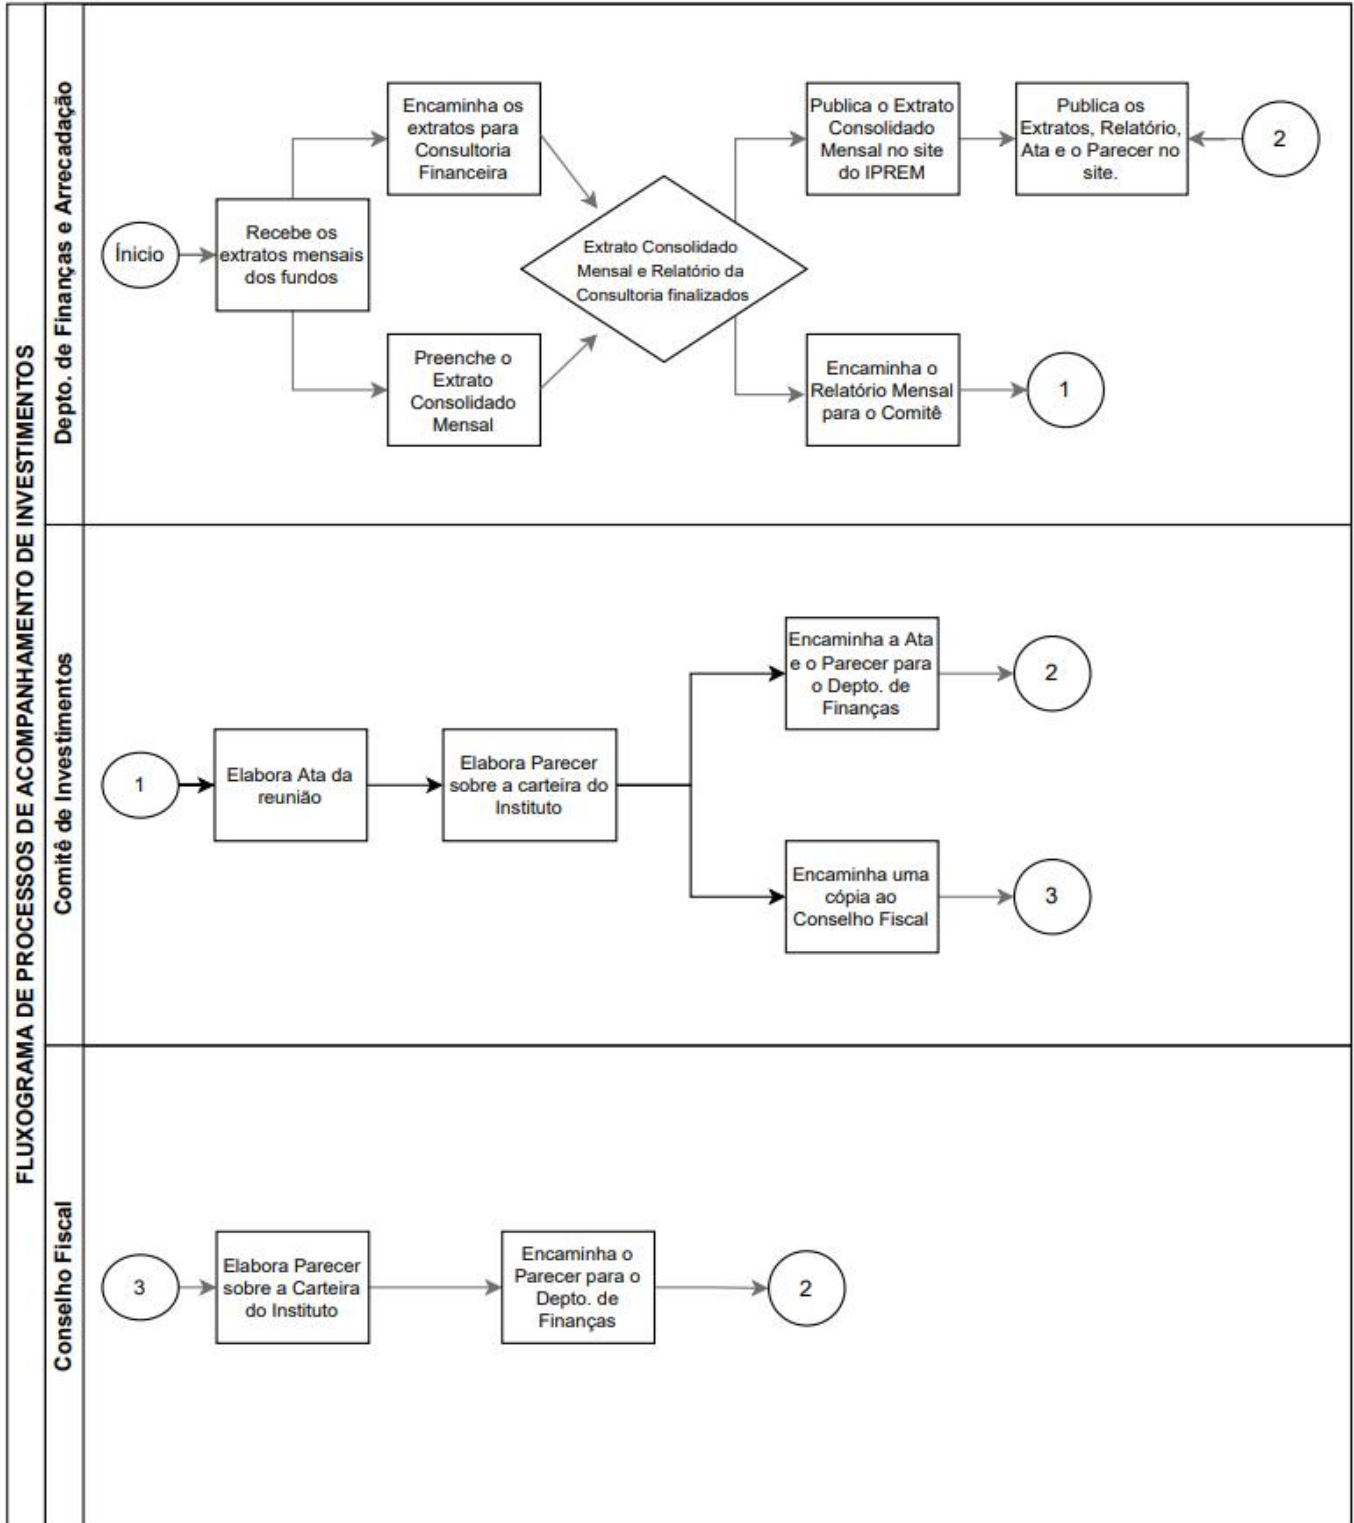 FLUXOGRAMA DE PROCESSOS DE ACOMPANHAMENTO DE INVESTIMENTOS
Depto. de Finanças e Arrecadação
Ínicio
Recebe os
extratos mensais
dos fundos
Encaminha os
extratos para
Consultoria
Financeira
Preenche o
Extrato
Consolidado
Mensal
Extrato Consolidado
Mensal e Relatório da
Consultoria finalizados
Publica o Extrato
Consolidado
Mensal no site
do IPREM
Publica os
Extratos, Relatório,
Ata e o Parecer no
site.
2
Encaminha o
Relatório Mensal
para o Comitê
1
Comitê de Investimentos
1
Elabora Ata da
reunião
Elabora Parecer
sobre a carteira do
Instituto
Encaminha a Ata
e o Parecer para
o Depto. de
Finanças
2
Encaminha uma
cópia ao
Conselho Fiscal
3
Conselho Fiscal
3
Elabora Parecer
sobre a Carteira
do Instituto
Encaminha o
Parecer para o
Depto. de
Finanças
2